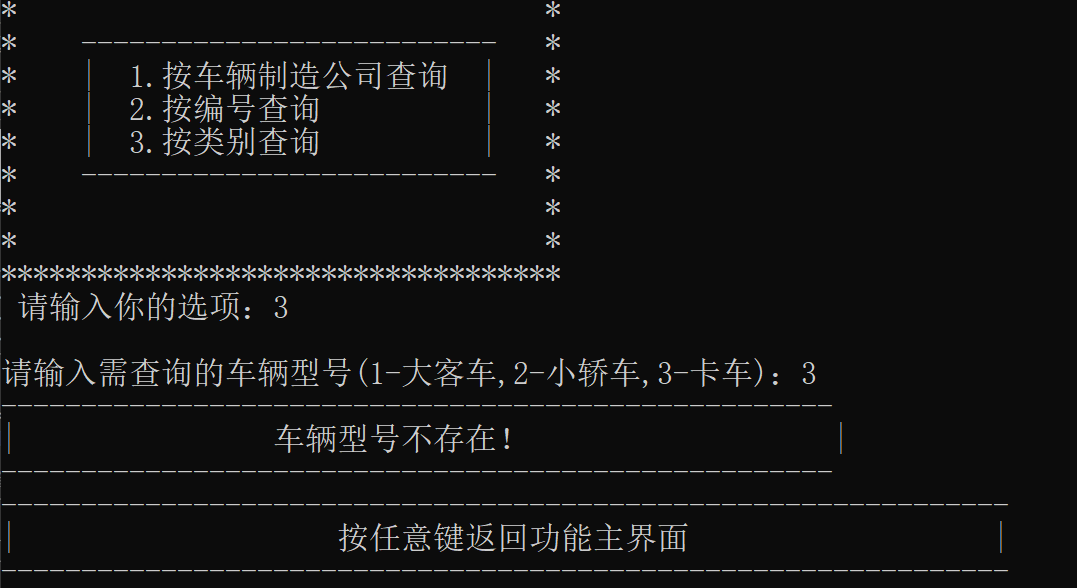 *                                 *
*    --------------------------   *
*    |  1.按车辆制造公司查询  |   *
*    |  2.按编号查询          |   *
*    |  3.按类别查询          |   *
*    --------------------------   *
*                                 *
*                                 *
***********************************
请输入你的选项：3
请输入需查询的车辆型号(1-大客车,2-小轿车,3-卡车)：3
----------------------------------------------------
|                车辆型号不存在!                    |
----------------------------------------------------
---------------------------------------------------------------
|                    按任意键返回功能主界面                   |
---------------------------------------------------------------